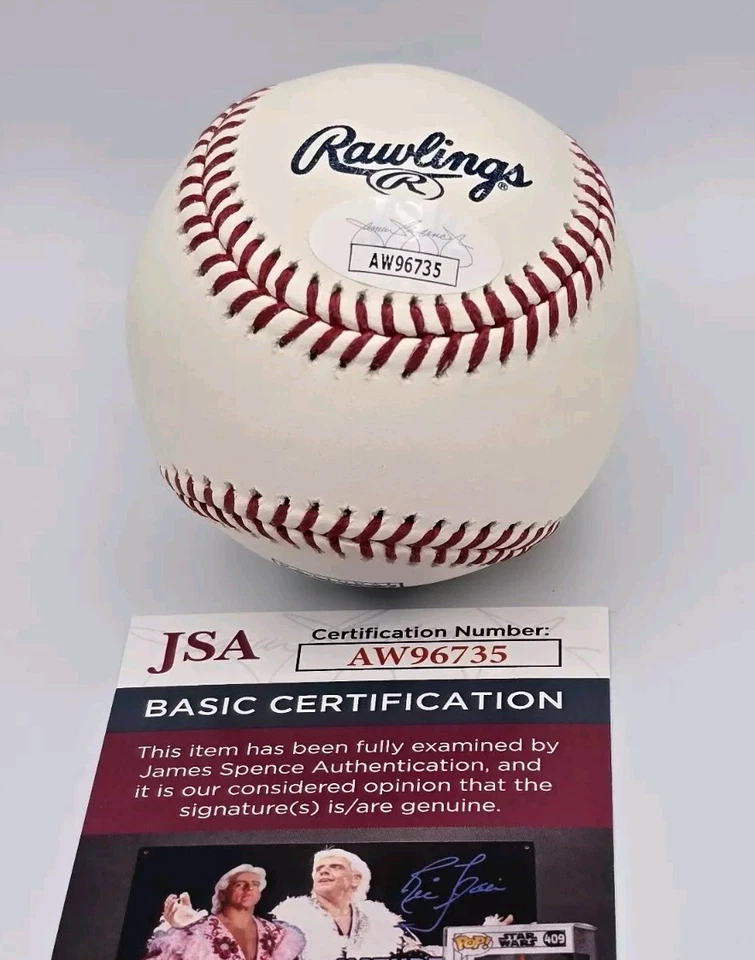 Rawlings®
R
AW96735
JSA
Certification Number:
AW96735
BASIC CERTIFICATION
This item has been fully examined by
James Spence Authentication, and
it is our considered opinion that the
signature(s) is/are genuine.
POP!
STAR
WARS
409